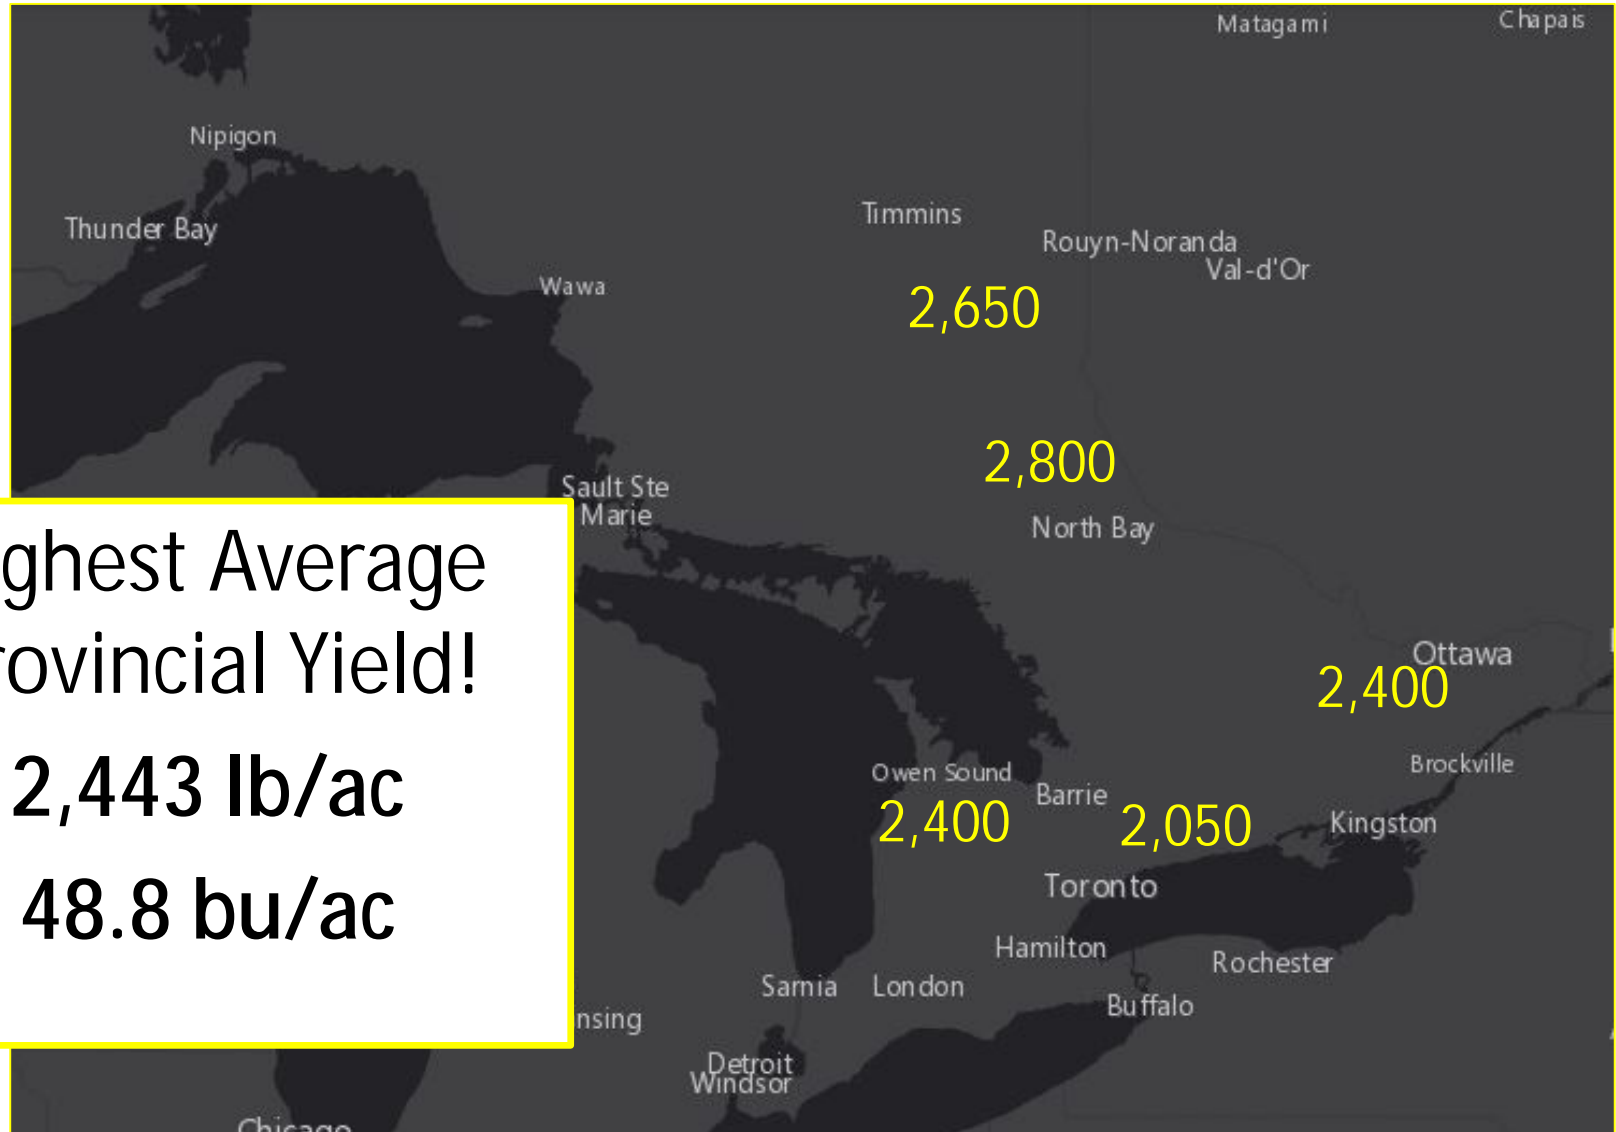 Matagami
Chapais
Nipigon
Thunder Bay
Timmins
Rouyn-Noranda
Val-d'Or
Wawa
2,650
2,800
Sault Ste
Marie
North Bay
ghest Average
rovincial Yield!
2,443 lb/ac
48.8 bu/ac
Ottawa
2,400
Owen Sound
Barrie
Brockville
2,400
2,050
Kingston
Toronto
Hamilton
Rochester
Sarnia
London
Buffalo
nsing
Detroit
Windsor
Chicago